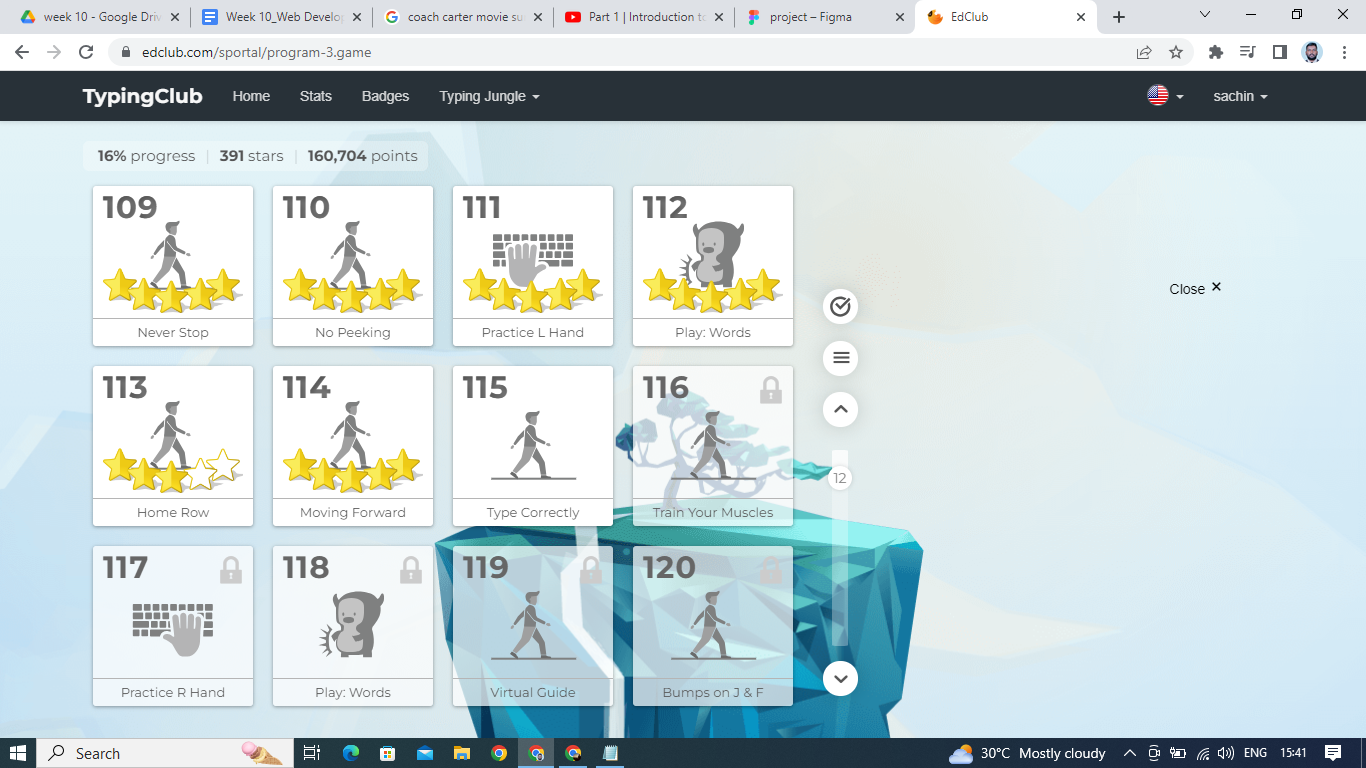 week 10 - Google Driv
Week 10_Web Develop
coach carter movie su
Part 1 | Introduction to
project – Figma
EdClub
edclub.com/sportal/program-3.game
TypingClub Home Stats Badges Typing Jungle sachin
16% progress | 391 stars | 160,704 points
109 110 111 112
Never Stop No Peeking Practice L Hand Play: Words
Close ×
113 114 115 116
12
Home Row Moving Forward Type Correctly Train Your Muscles
117 118 119 120
Practice R Hand Play: Words Virtual Guide Bumps on J & F
Search 30°C Mostly cloudy ENG 15:41